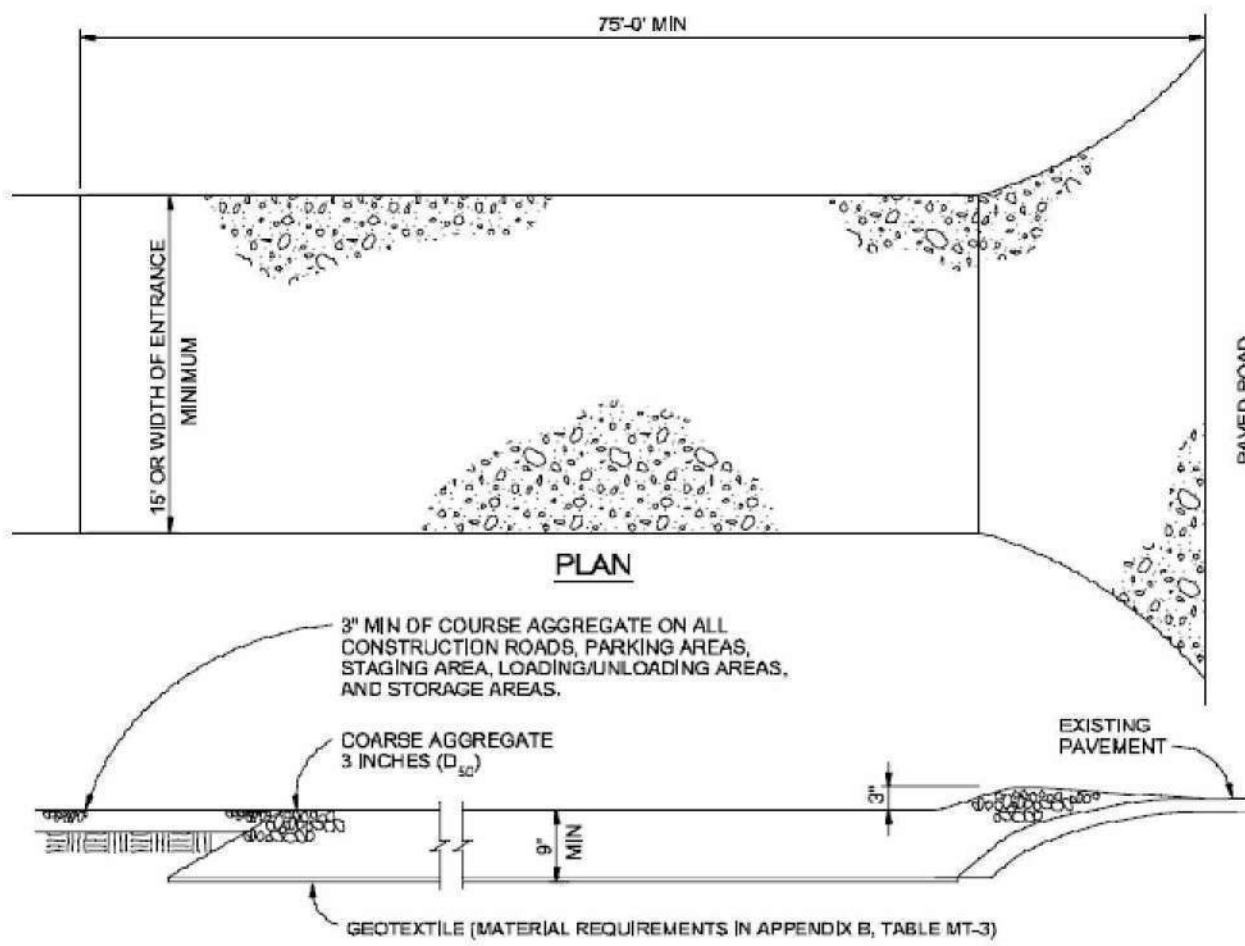 75'-0' MIN
15' OR WIDTH OF ENTRANCE
MINIMUM
PAVED ROAD
PLAN
3" MIN OF COURSE AGGREGATE ON ALL
CONSTRUCTION ROADS, PARKING AREAS,
STAGING AREA, LOADING/UNLOADING AREAS,
AND STORAGE AREAS.
COARSE AGGREGATE
3 INCHES (D50)
EXISTING
PAVEMENT
3"
9"
MIN
GEOTEXTILE (MATERIAL REQUIREMENTS IN APPENDIX B, TABLE MT-3)